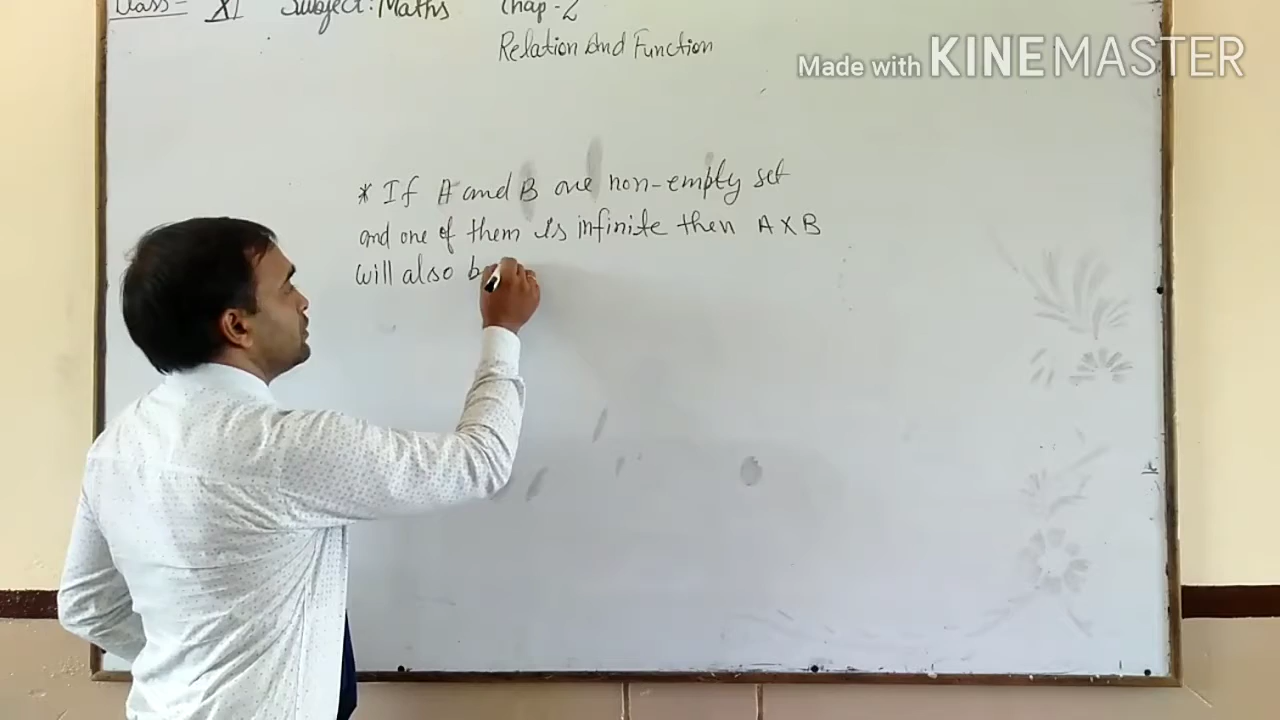 Class- XI Subject: Maths Chap-2
Relation And Function
Made with KINEMASTER
* If A and B are non-empty set
and one of them is infinite then A X B
will also b